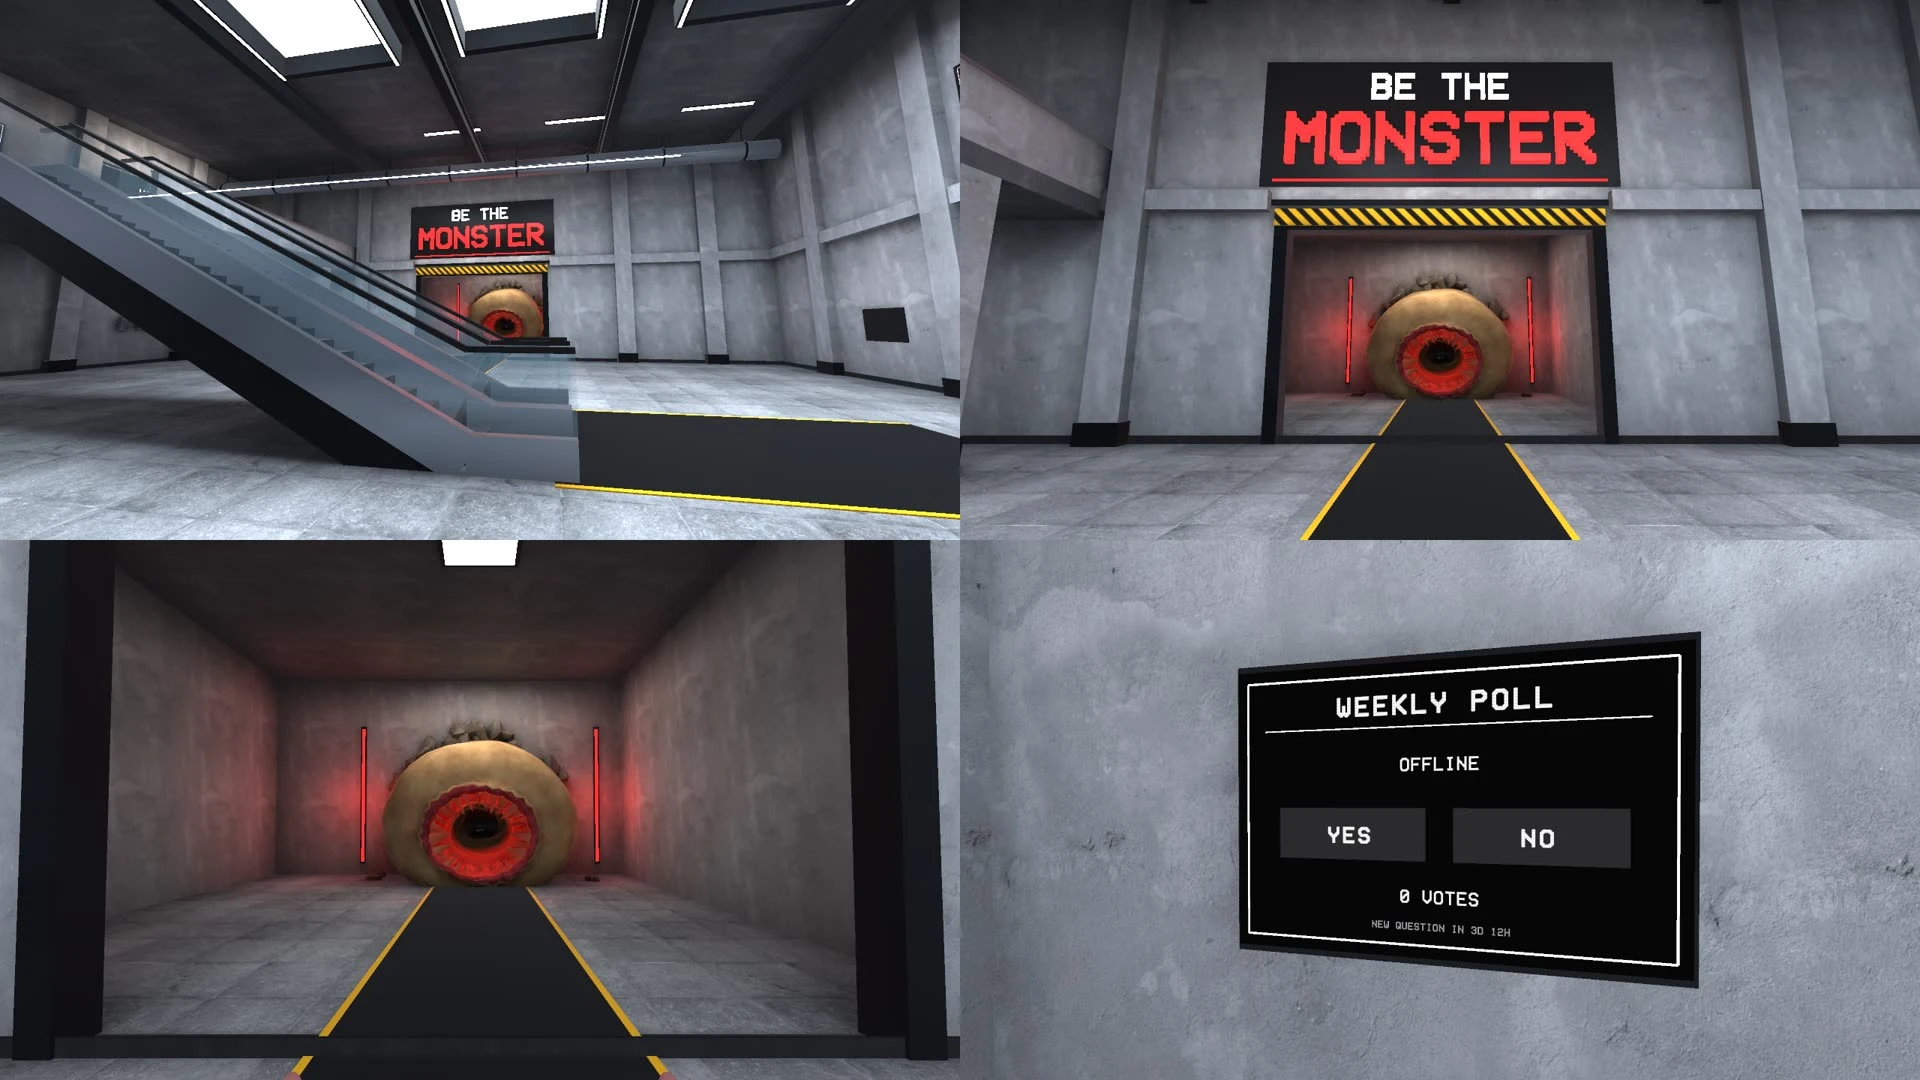 BE THE
MONSTER
BE THE
MONSTER
WEEKLY POLL
OFFLINE
YES
NO
0 VOTES
NEW QUESTION IN 3D 12H